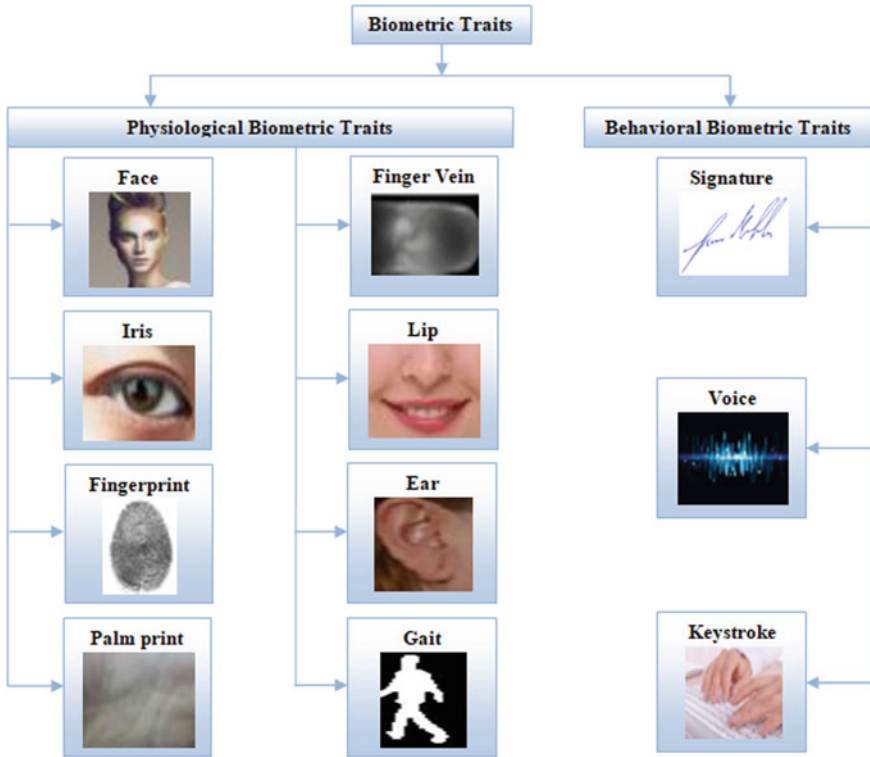 Biometric Traits
Physiological Biometric Traits
Behavioral Biometric Traits
Face
Finger Vein
Signature
Iris
Lip
Voice
Fingerprint
Ear
Palm print
Gait
Keystroke